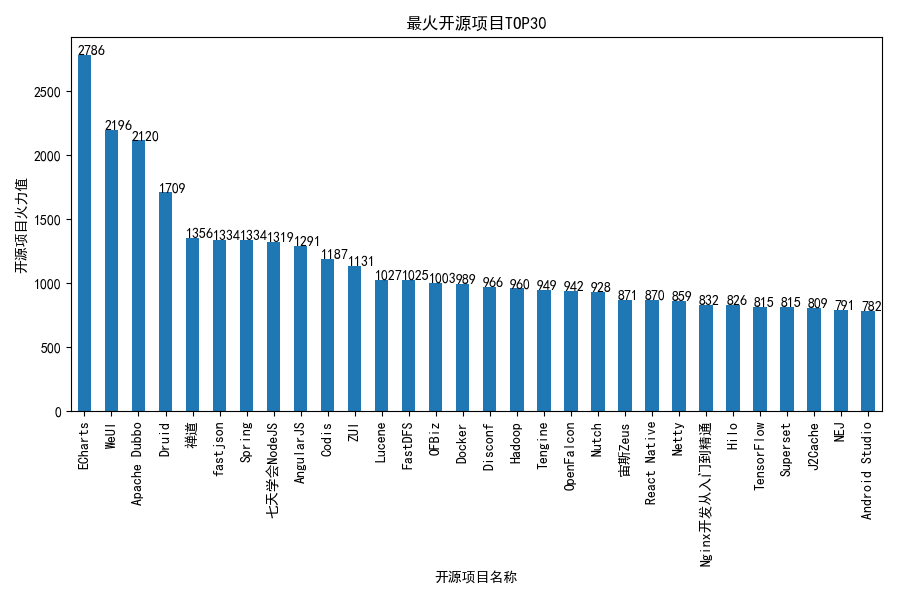 最火开源项目TOP30
开源项目火力值
2500
2000
1500
1000
500
0
2786
2196
2120
1709
1356
1334
1334
1319
1291
1187
1131
1027
1025
1003
989
966
960
949
942
928
871
870
859
832
826
815
815
809
791
782
ECharts
WeUI
Apache Dubbo
Druid
禅道
fastjson
Spring
七天学会NodeJS
AngularJS
Codis
ZUI
Lucene
FastDFS
OFBiz
Docker
Disconf
Hadoop
Tengine
OpenFalcon
Nutch
宙斯Zeus
React Native
Netty
Nginx开发从入门到精通
Hilo
TensorFlow
Superset
J2Cache
NEJ
Android Studio
开源项目名称